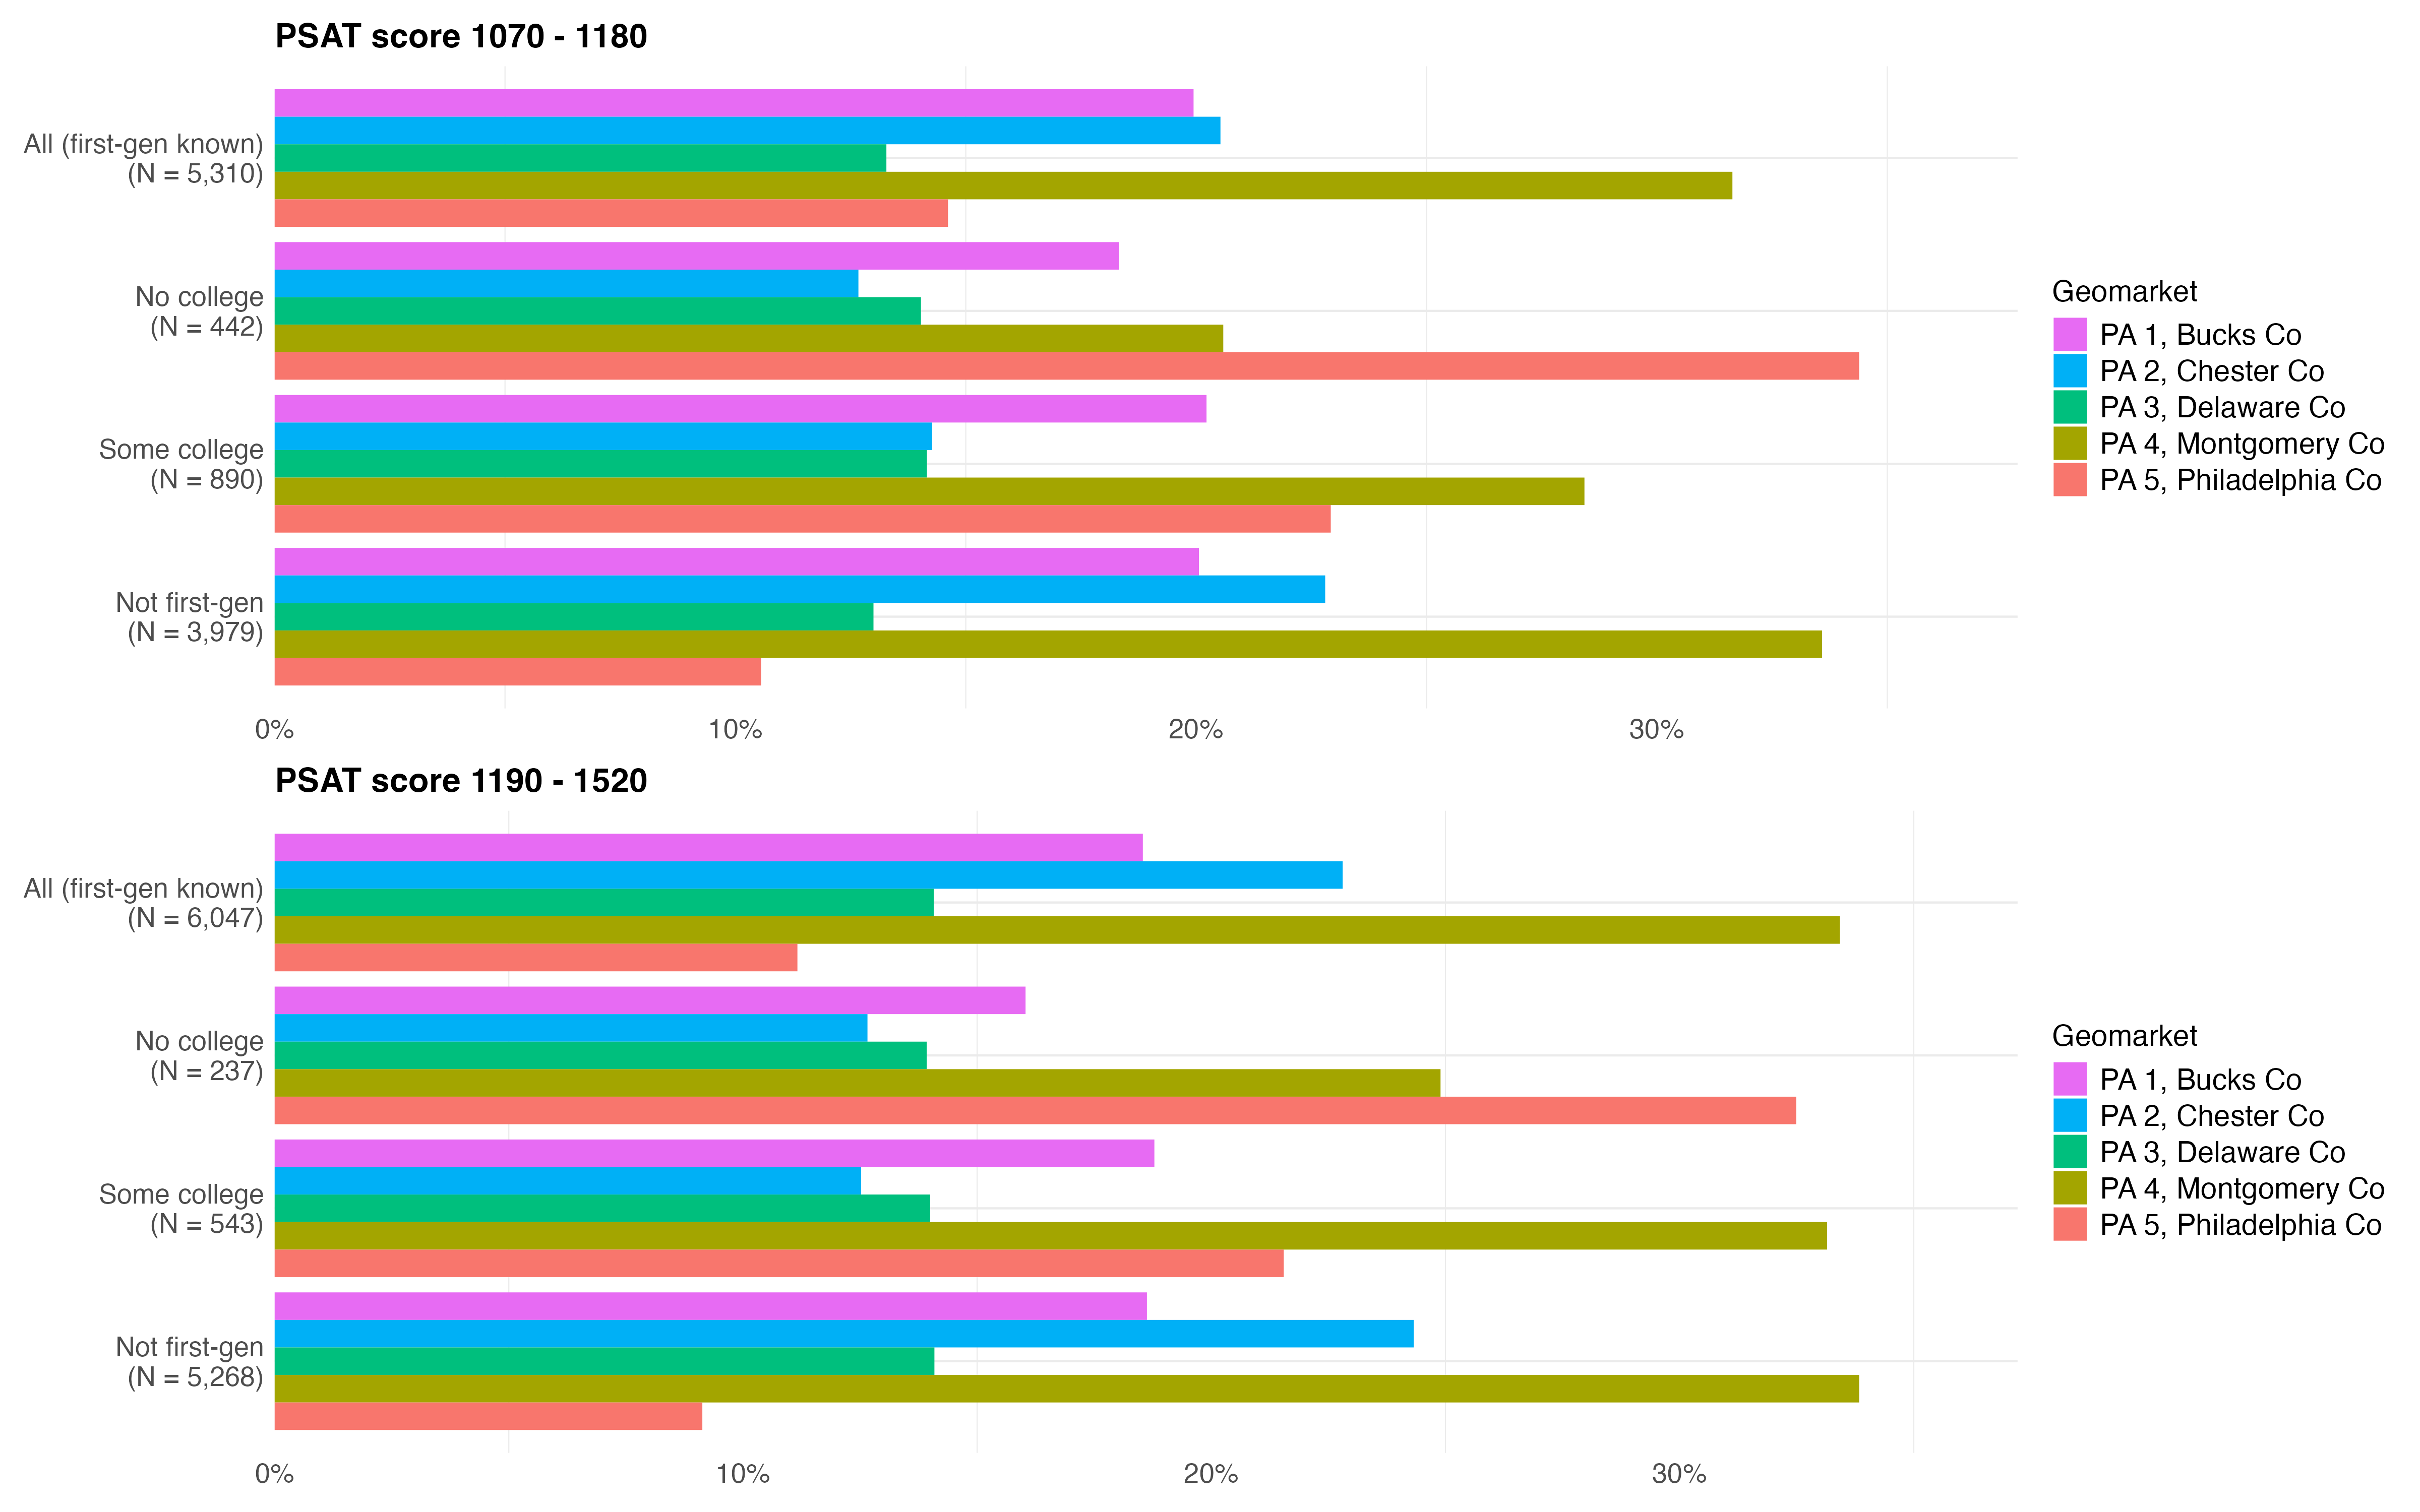 PSAT score 1070 - 1180
All (first-gen known)
(N = 5,310)
No college
(N = 442)
Some college
(N = 890)
Not first-gen
(N = 3,979)
0%
10%
20%
30%
Geomarket
PA 1, Bucks Co
PA 2, Chester Co
PA 3, Delaware Co
PA 4, Montgomery Co
PA 5, Philadelphia Co
PSAT score 1190 - 1520
All (first-gen known)
(N = 6,047)
No college
(N = 237)
Some college
(N = 543)
Not first-gen
(N = 5,268)
0%
10%
20%
30%
Geomarket
PA 1, Bucks Co
PA 2, Chester Co
PA 3, Delaware Co
PA 4, Montgomery Co
PA 5, Philadelphia Co